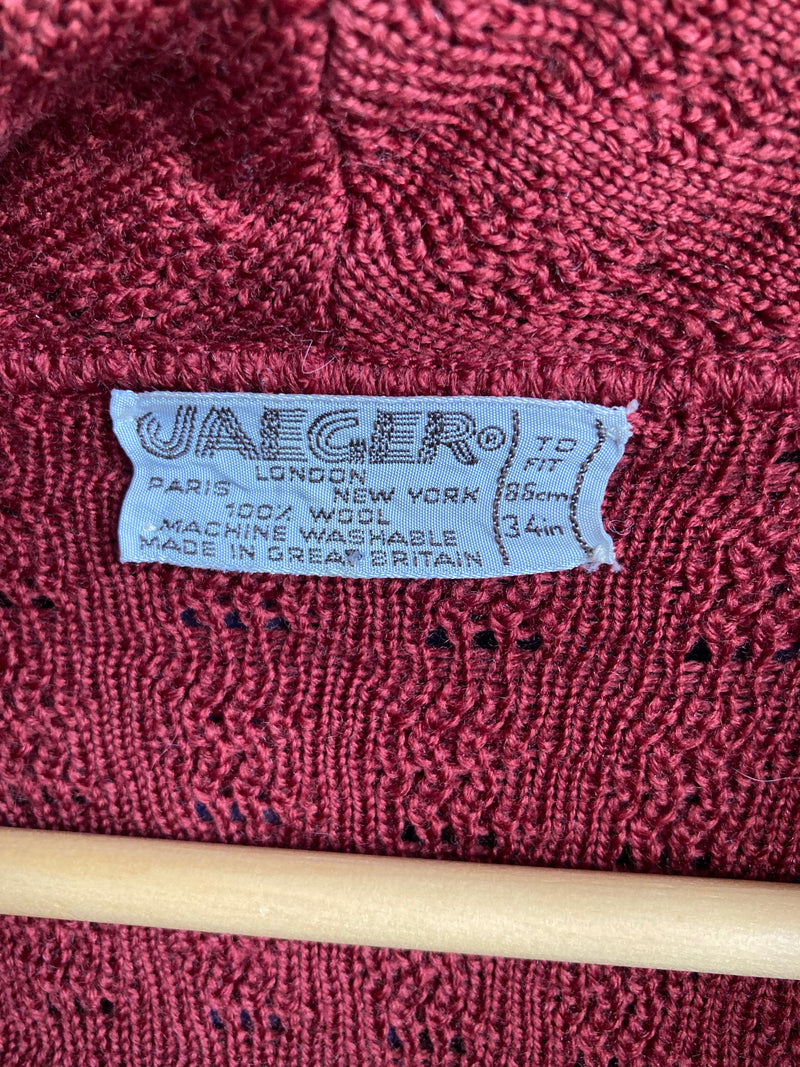 JAEGER®
LONDON
PARIS NEW YORK
100% WOOL
MACHINE WASHABLE
MADE IN GREAT BRITAIN
TO
FIT
86cm
34in